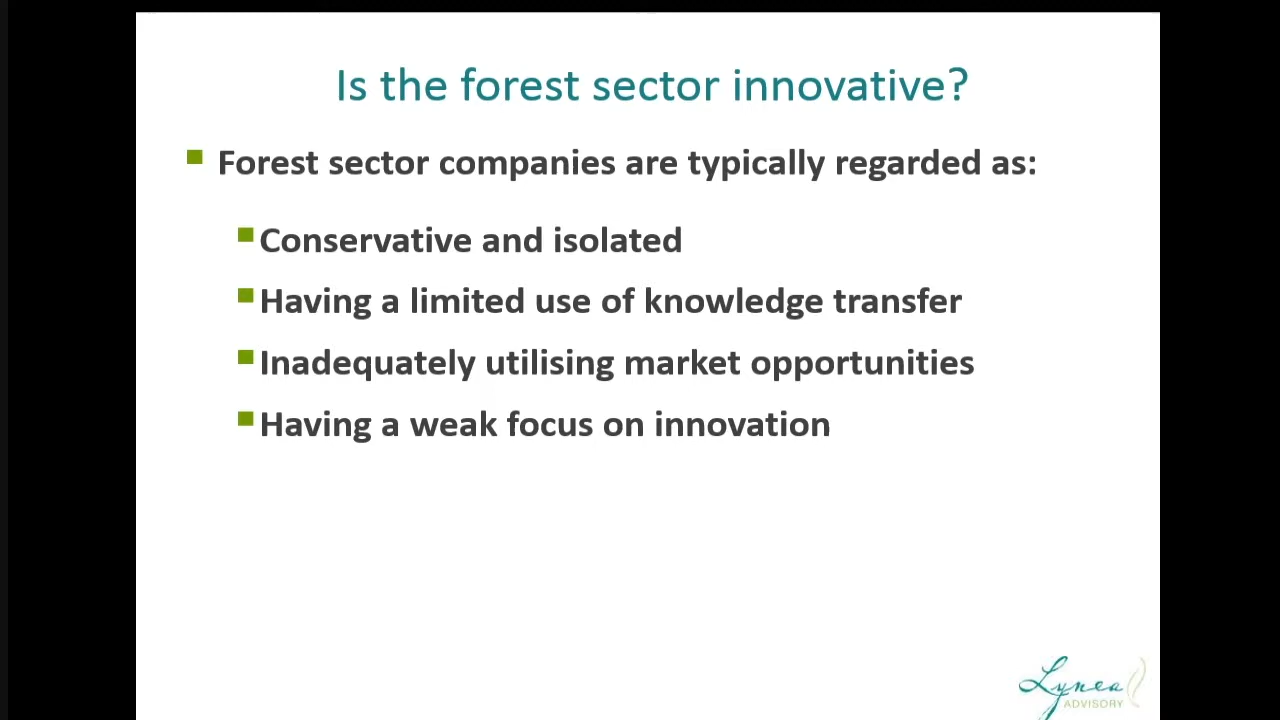 Is the forest sector innovative?
Forest sector companies are typically regarded as:
Conservative and isolated
Having a limited use of knowledge transfer
Inadequately utilising market opportunities
Having a weak focus on innovation
Lynea
ADVISORY